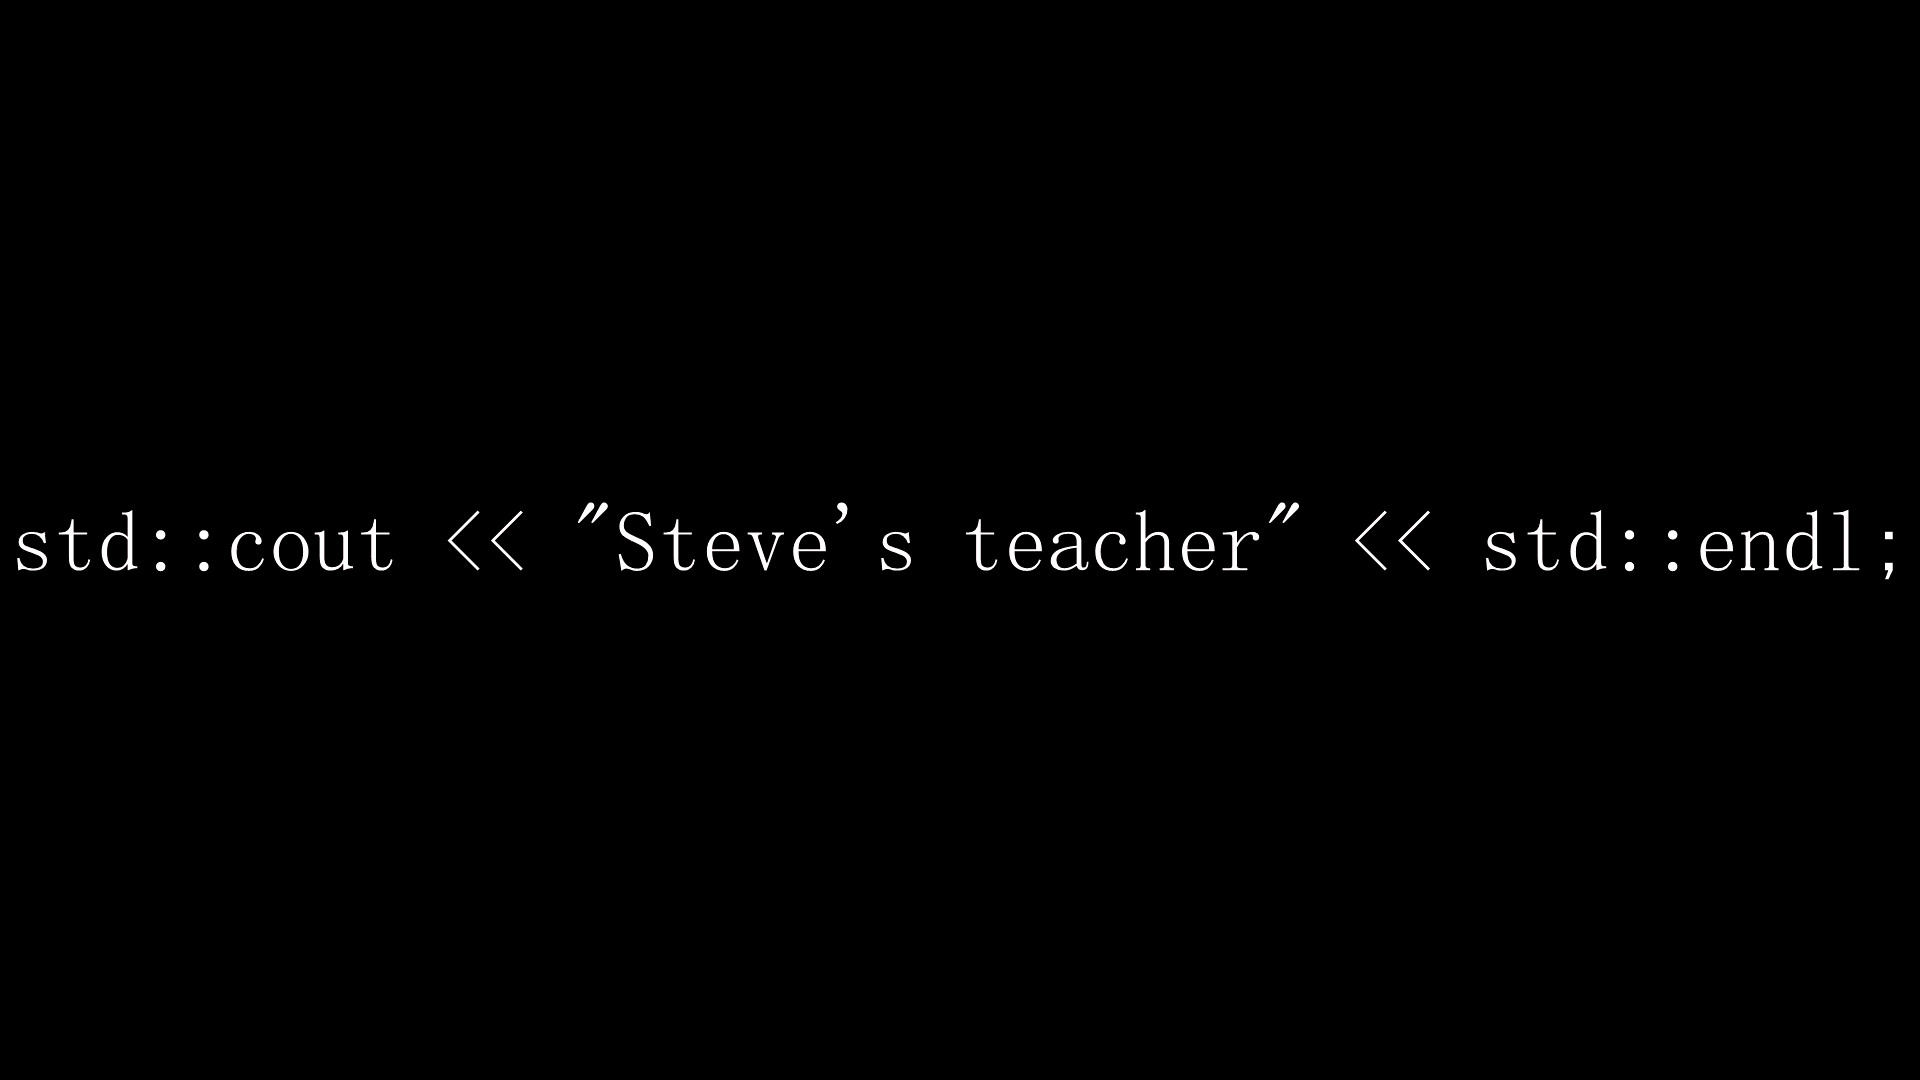 std::cout << "Steve's teacher" << std::endl;